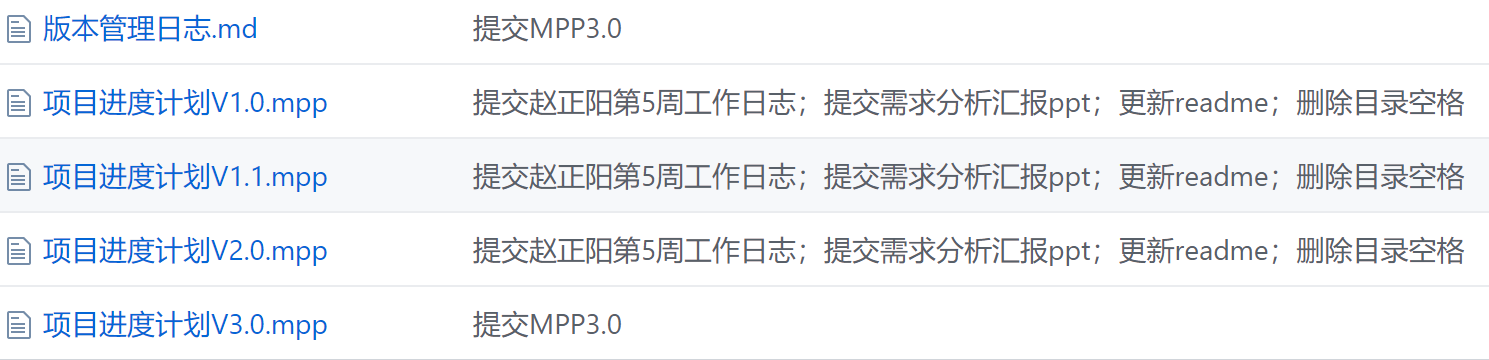 版本管理日志.md 提交MPP3.0
项目进度计划V1.0.mpp 提交赵正阳第5周工作日志；提交需求分析汇报ppt；更新readme；删除目录空格
项目进度计划V1.1.mpp 提交赵正阳第5周工作日志；提交需求分析汇报ppt；更新readme；删除目录空格
项目进度计划V2.0.mpp 提交赵正阳第5周工作日志；提交需求分析汇报ppt；更新readme；删除目录空格
项目进度计划V3.0.mpp 提交MPP3.0